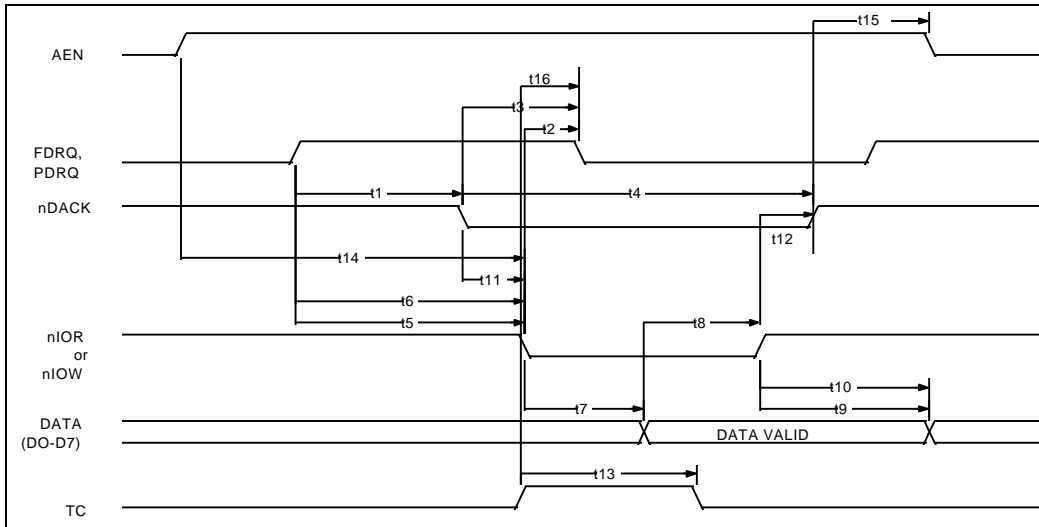 t15
AEN
t16
t3
t2
FDRQ,
PDRQ
t1
t4
nDACK
t12
t14
t11
t6
t5
t8
nIOR
or
nIOW
t10
t7
t9
DATA
(DO-D7)
DATA VALID
t13
TC